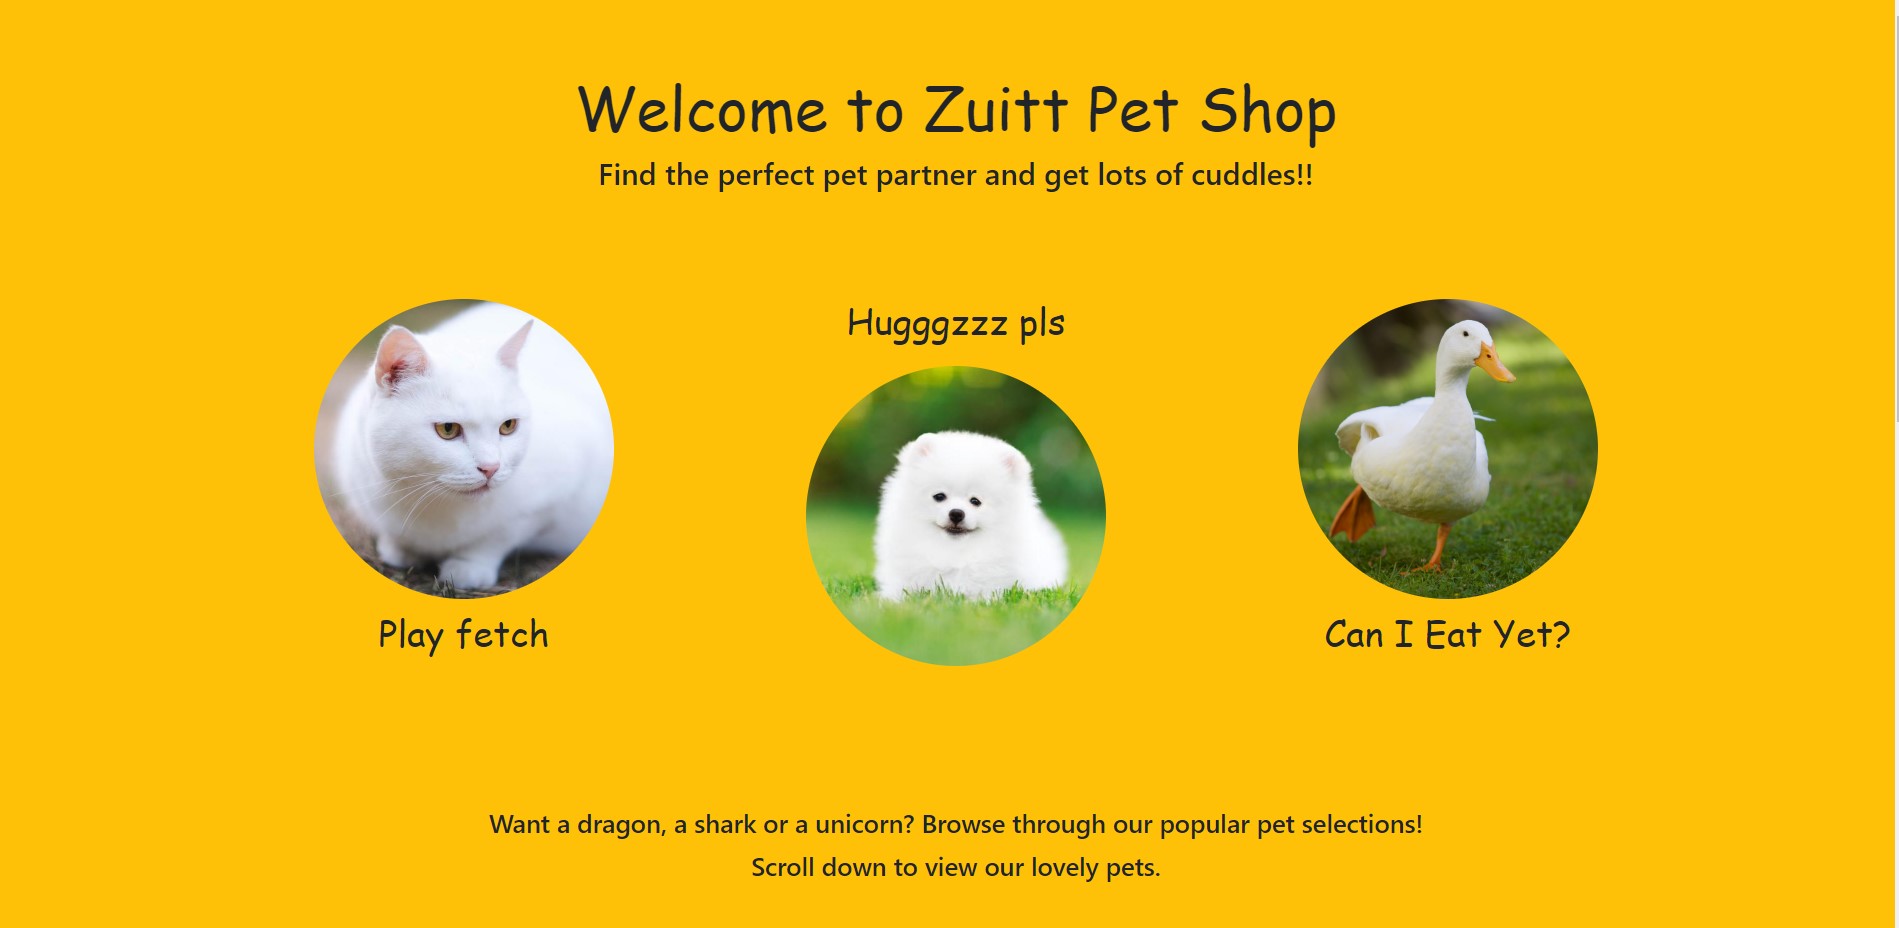 Welcome to Zuitt Pet Shop
Find the perfect pet partner and get lots of cuddles!!
Hugggzzz pls
Play fetch
Can I Eat Yet?
Want a dragon, a shark or a unicorn? Browse through our popular pet selections!
Scroll down to view our lovely pets.